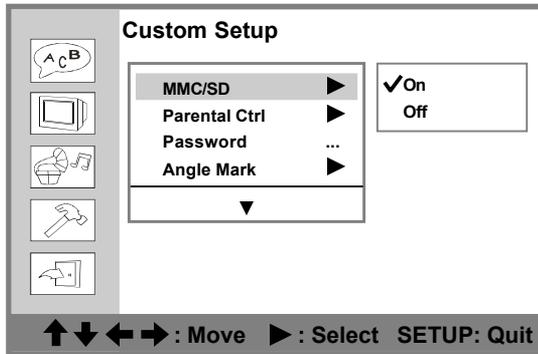 Custom Setup
A C B
MMC/SD ▶
✓On
Parental Ctrl ▶
Off
Password ...
Angle Mark ▶
▼
↑ ↓ ← → : Move ▶ : Select SETUP: Quit